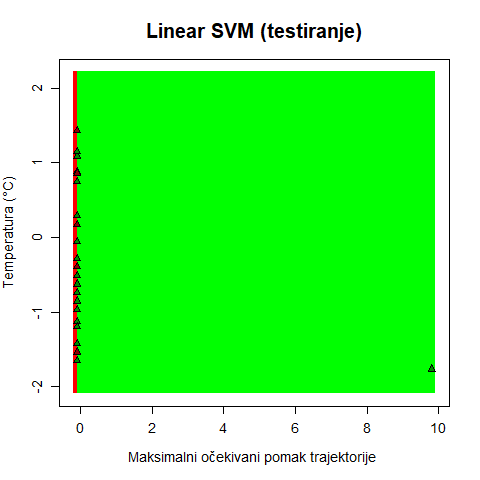 Linear SVM (testiranje)
Temperatura (°C)
2
1
0
-1
-2
0 2 4 6 8 10
Maksimalni očekivani pomak trajektorije